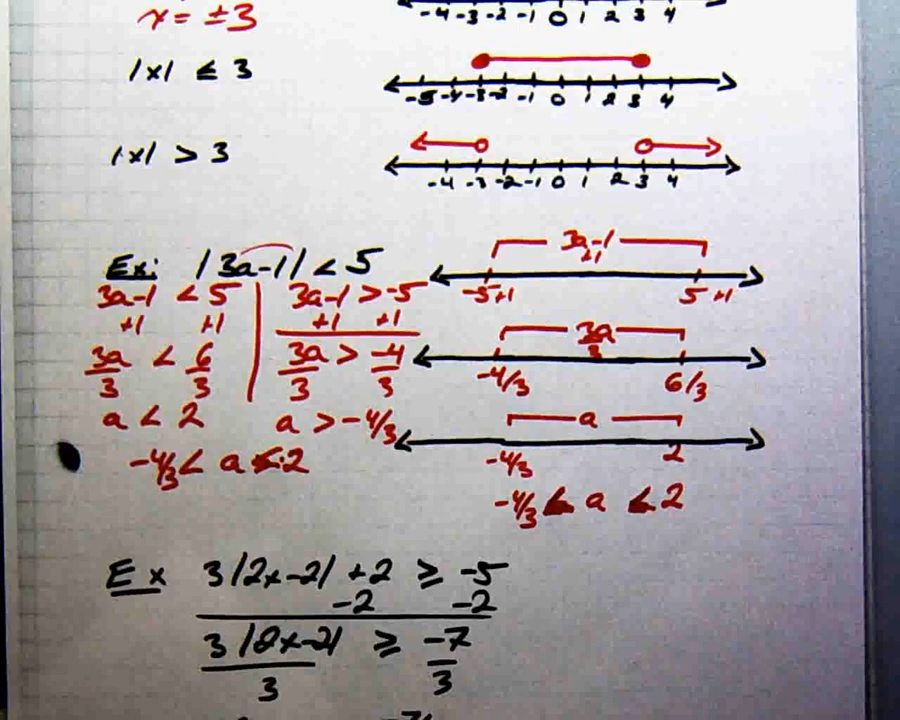 x = ±3
-4 -3 -2 -1 0 1 2 3 4
|x| ≤ 3
-5 -4 -3 -2 -1 0 1 2 3 4
|x| > 3
-4 -3 -2 -1 0 1 2 3 4
Ex: |3a-1| < 5
3a-1 < 5
+1 +1
3a/3 < 6/3
a < 2
3a-1 > -5
+1 +1
3a/3 > -4/3
a > -4/3
-4/3 < a < 2
3a-1
+1
-5+1 5+1
3a
3
-4/3 6/3
a
-4/3 2
-4/3 < a < 2
Ex 3|2x-2| +2 ≥ -5
-2 -2
3|2x-2|/3 ≥ -7/3